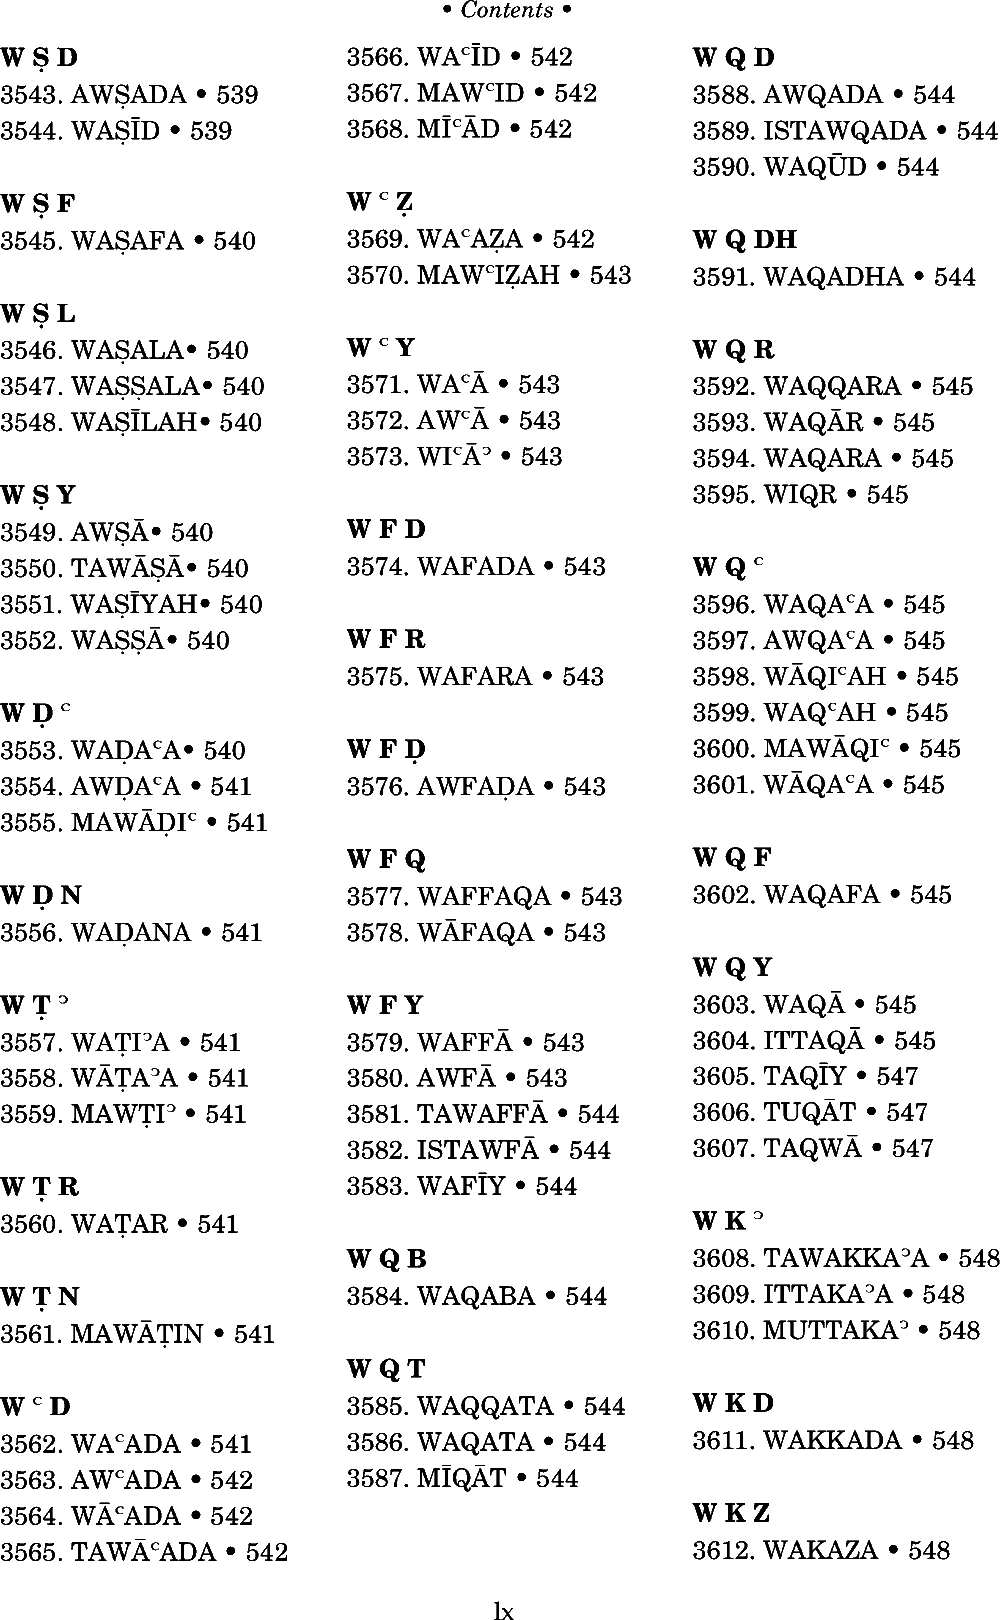 • Contents •
W Ṣ D
3543. AWṢADA • 539
3544. WAṢĪD • 539
W Ṣ F
3545. WAṢAFA • 540
W Ṣ L
3546. WAṢALA• 540
3547. WAṢṢALA• 540
3548. WAṢĪLAH• 540
W Ṣ Y
3549. AWṢĀ• 540
3550. TAWĀṢĀ• 540
3551. WAṢĪYAH• 540
3552. WAṢṢĀ• 540
W Ḍ ᶜ
3553. WAḌAᶜA• 540
3554. AWḌAᶜA • 541
3555. MAWĀḌIᶜ • 541
W Ḍ N
3556. WAḌANA • 541
W Ṭ ᵓ
3557. WAṬIᵓA • 541
3558. WĀṬAᵓA • 541
3559. MAWṬIᵓ • 541
W Ṭ R
3560. WAṬAR • 541
W Ṭ N
3561. MAWĀṬIN • 541
W ᶜ D
3562. WAᶜADA • 541
3563. AWᶜADA • 542
3564. WĀᶜADA • 542
3565. TAWĀᶜADA • 542
3566. WAᶜĪD • 542
3567. MAWᶜID • 542
3568. MĪᶜĀD • 542
W ᶜ Ẓ
3569. WAᶜAẒA • 542
3570. MAWᶜIẒAH • 543
W ᶜ Y
3571. WAᶜĀ • 543
3572. AWᶜĀ • 543
3573. WIᶜĀᵓ • 543
W F D
3574. WAFADA • 543
W F R
3575. WAFARA • 543
W F Ḍ
3576. AWFAḌA • 543
W F Q
3577. WAFFAQA • 543
3578. WĀFAQA • 543
W F Y
3579. WAFFĀ • 543
3580. AWFĀ • 543
3581. TAWAFFĀ • 544
3582. ISTAWFĀ • 544
3583. WAFĪY • 544
W Q B
3584. WAQABA • 544
W Q T
3585. WAQQATA • 544
3586. WAQATA • 544
3587. MĪQĀT • 544
W Q D
3588. AWQADA • 544
3589. ISTAWQADA • 544
3590. WAQŪD • 544
W Q DH
3591. WAQADHA • 544
W Q R
3592. WAQQARA • 545
3593. WAQĀR • 545
3594. WAQARA • 545
3595. WIQR • 545
W Q ᶜ
3596. WAQAᶜA • 545
3597. AWQAᶜA • 545
3598. WĀQIᶜAH • 545
3599. WAQᶜAH • 545
3600. MAWĀQIᶜ • 545
3601. WĀQAᶜA • 545
W Q F
3602. WAQAFA • 545
W Q Y
3603. WAQĀ • 545
3604. ITTAQĀ • 545
3605. TAQĪY • 547
3606. TUQĀT • 547
3607. TAQWĀ • 547
W K ᵓ
3608. TAWAKKAᵓA • 548
3609. ITTAKAᵓA • 548
3610. MUTTAKAᵓ • 548
W K D
3611. WAKKADA • 548
W K Z
3612. WAKAZA • 548
lx